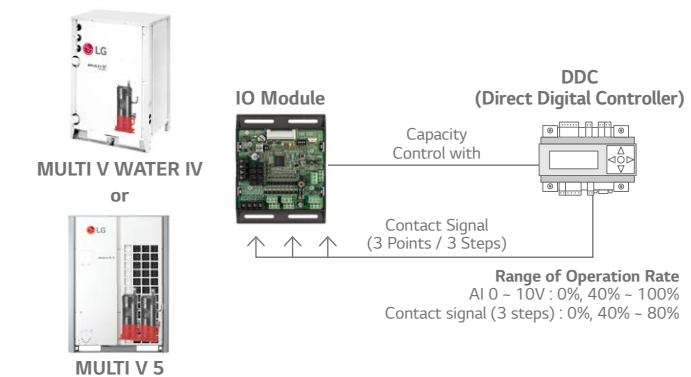 LG
MULTI V WATER IV
or
LG
MULTI V 5
IO Module
DDC
(Direct Digital Controller)
Capacity
Control with
Contact Signal
(3 Points / 3 Steps)
Range of Operation Rate
AI 0 ~ 10V : 0%, 40% ~ 100%
Contact signal (3 steps) : 0%, 40% ~ 80%